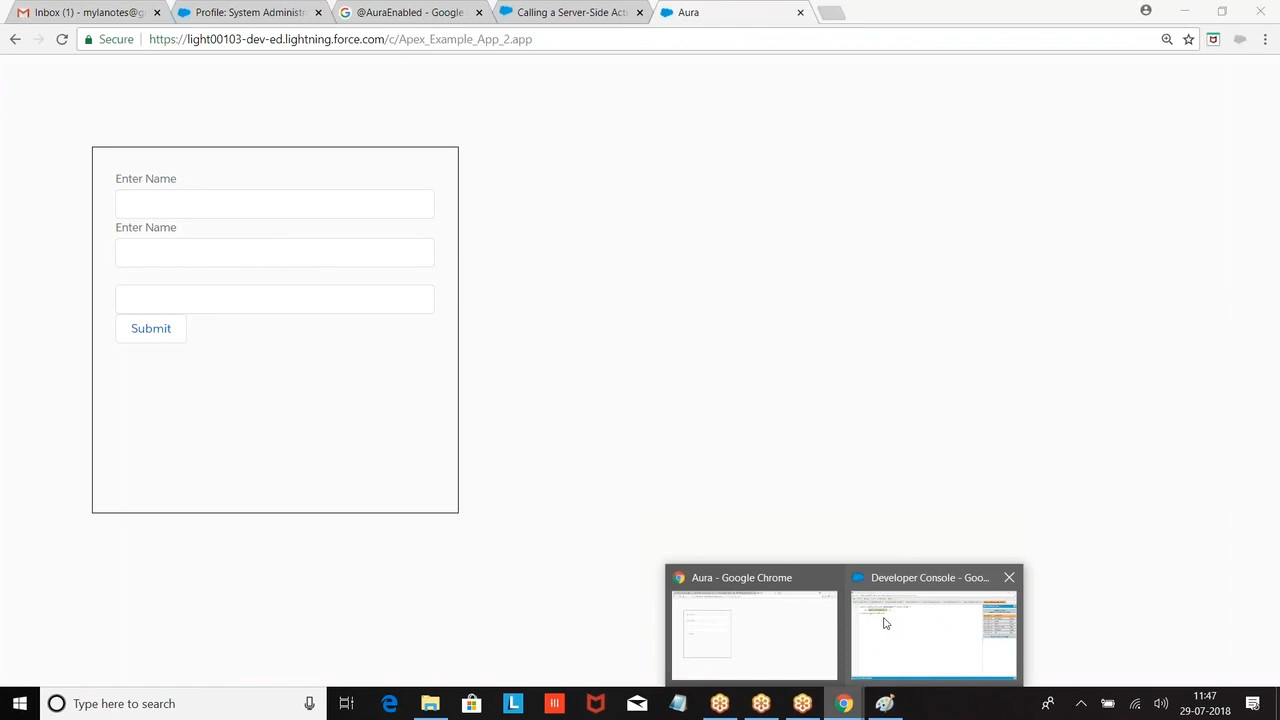 Inbox (1) - mylanotes@g
Profile: System Administr
@AuraEnabled - Google
Calling a Server-Side Acti
Aura
Secure
https://light00103-dev-ed.lightning.force.com/c/Apex_Example_App_2.app
Enter Name
Enter Name
Submit
Aura - Google Chrome
Developer Console - Goo...
Type here to search
11:47
29-07-2018